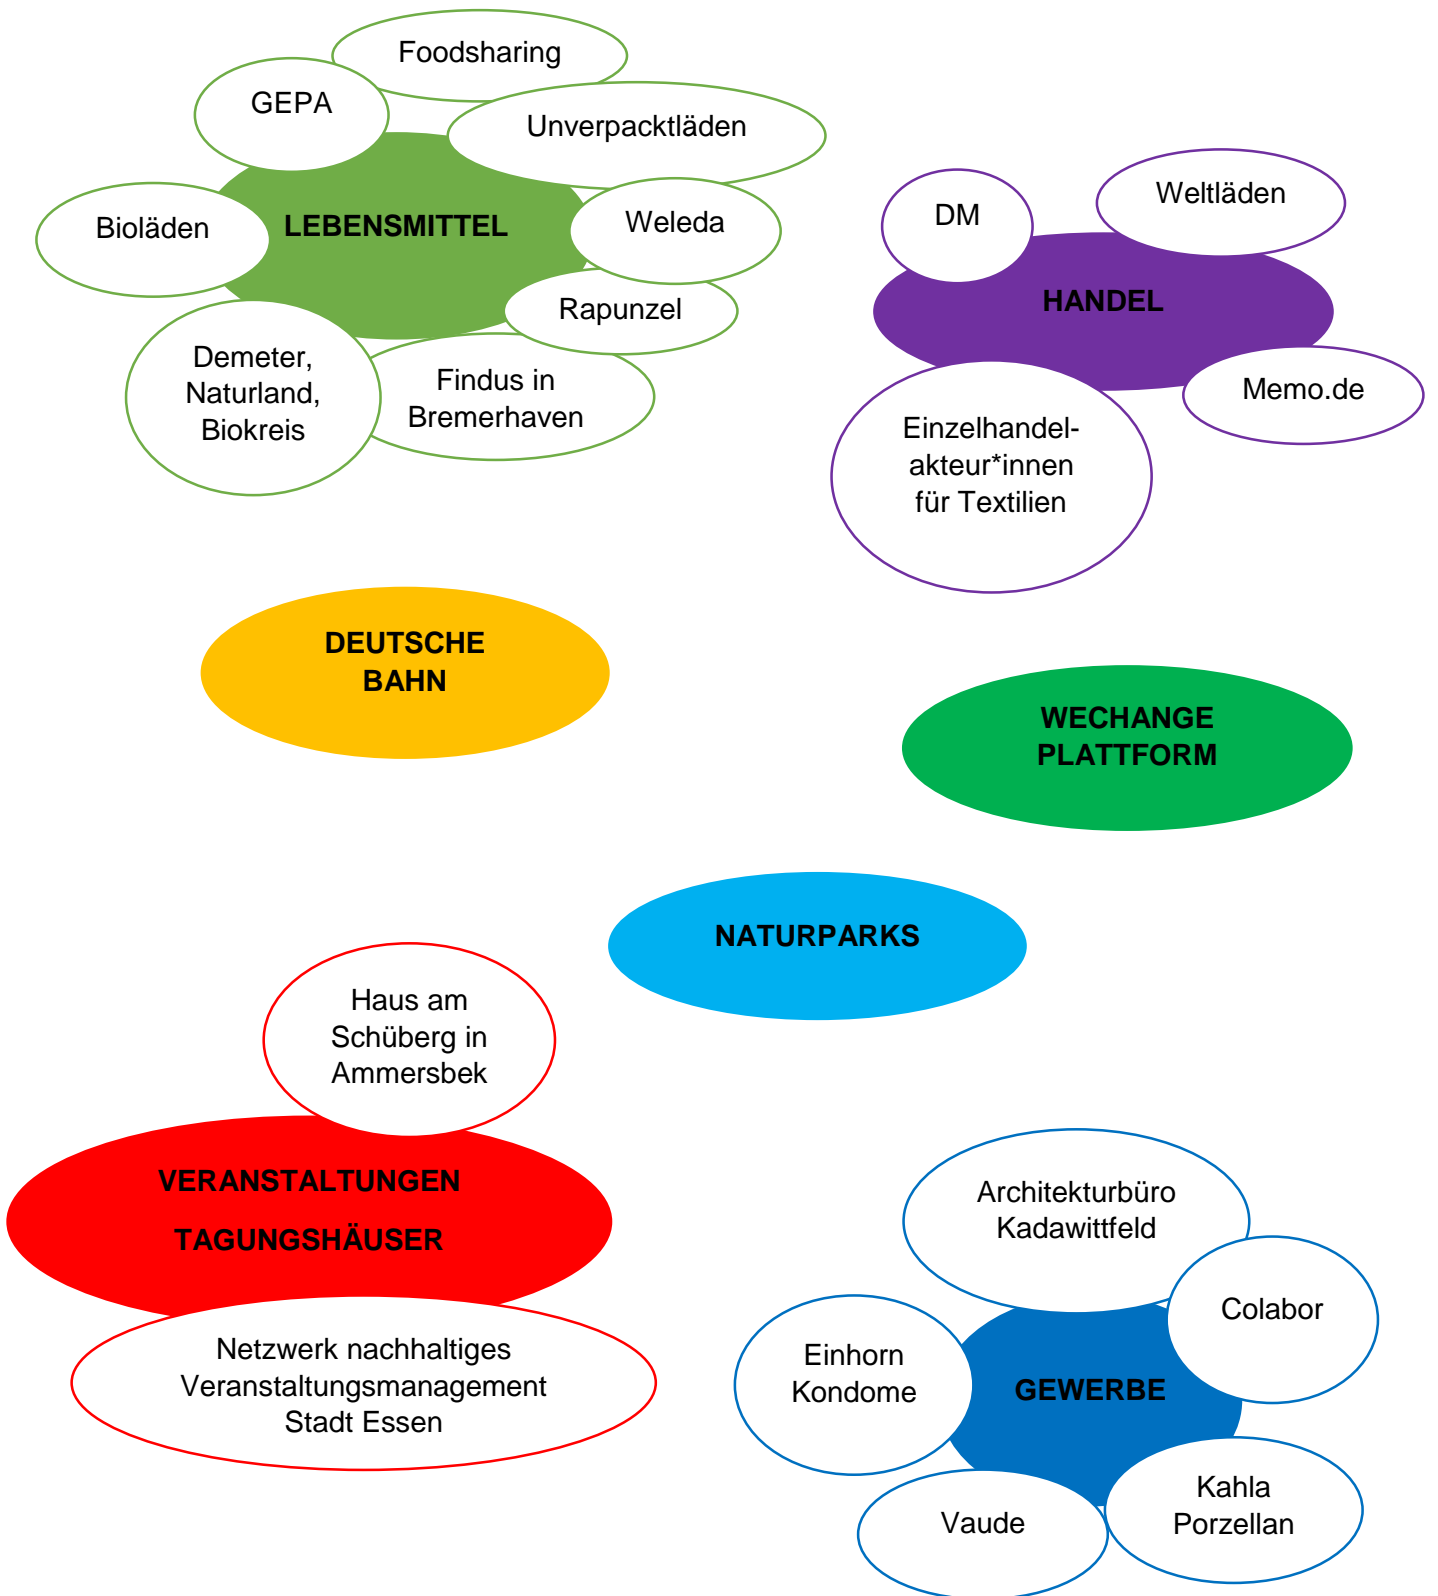 Foodsharing
GEPA
Unverpacktläden
Bioläden
LEBENSMITTEL
Weleda
Rapunzel
Demeter,
Naturland,
Biokreis
Findus in
Bremerhaven
DM
Weltläden
HANDEL
Memo.de
Einzelhandel-
akteur*innen
für Textilien
DEUTSCHE
BAHN
WECHANGE
PLATTFORM
NATURPARKS
Haus am
Schüberg in
Ammersbek
VERANSTALTUNGEN
TAGUNGSHÄUSER
Netzwerk nachhaltiges
Veranstaltungsmanagement
Stadt Essen
Architekturbüro
Kadawittfeld
Colabor
Einhorn
Kondome
GEWERBE
Kahla
Porzellan
Vaude